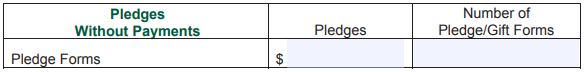 Pledges
Without Payments
Pledges
Number of
Pledge/Gift Forms
Pledge Forms
$